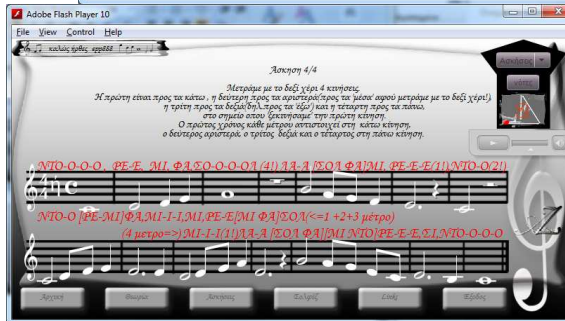 Adobe Flash Player 10
File View Control Help
καλώς ήρθες app888
Άσκηση 4/4
Μετράμε με το δεξί χέρι 4 κινήσεις.
Η πρώτη είναι προς τα κάτω , η δεύτερη προς τα αριστερά(προς τα 'μέσα' αφού μετράμε με το δεξί χέρι!),
η τρίτη προς τα δεξιά(δηλ.προς τα 'έξω') και η τέταρτη προς τα πάνω,
στο σημείο απου ξεκινήσαμε την πρώτη κίνηση.
Ο πρώτος χρόνος κάθε μέτρου αντιστοιχεί στη κάτω κίνηση,
ο δεύτερος αριστερά, ο τρίτος δεξιά και ο τέταρτος στη πάνω κίνηση.
Ασκήσεις
νότες
ΝΤΟ-Ο-Ο-Ο , ΡΕ-Ε, ΜΙ, ΦΑ,ΣΟ-Ο-Ο-ΟΛ (4!) ΛΑ-Α [ΣΟΛ ΦΑ]ΜΙ, ΡΕ-Ε-Ε(1!),ΝΤΟ-Ο(2!)
ΝΤΟ-Ο [ΡΕ-ΜΙ]ΦΑ,ΜΙ-Ι-Ι,ΜΙ,ΡΕ-Ε[ΜΙ ΦΑ]ΣΟΛ(<=1 +2+3 μέτρο)
(4 μετρο=>)ΜΙ-Ι-Ι(1!)ΛΑ-Α [ΣΟΛ ΦΑ][ΜΙ ΝΤΟ]ΡΕ-Ε-Ε,ΣΙ,ΝΤΟ-Ο-Ο-Ο
Αρχική Θεωρία Ασκήσεις Σολφέζ Links Έξοδος